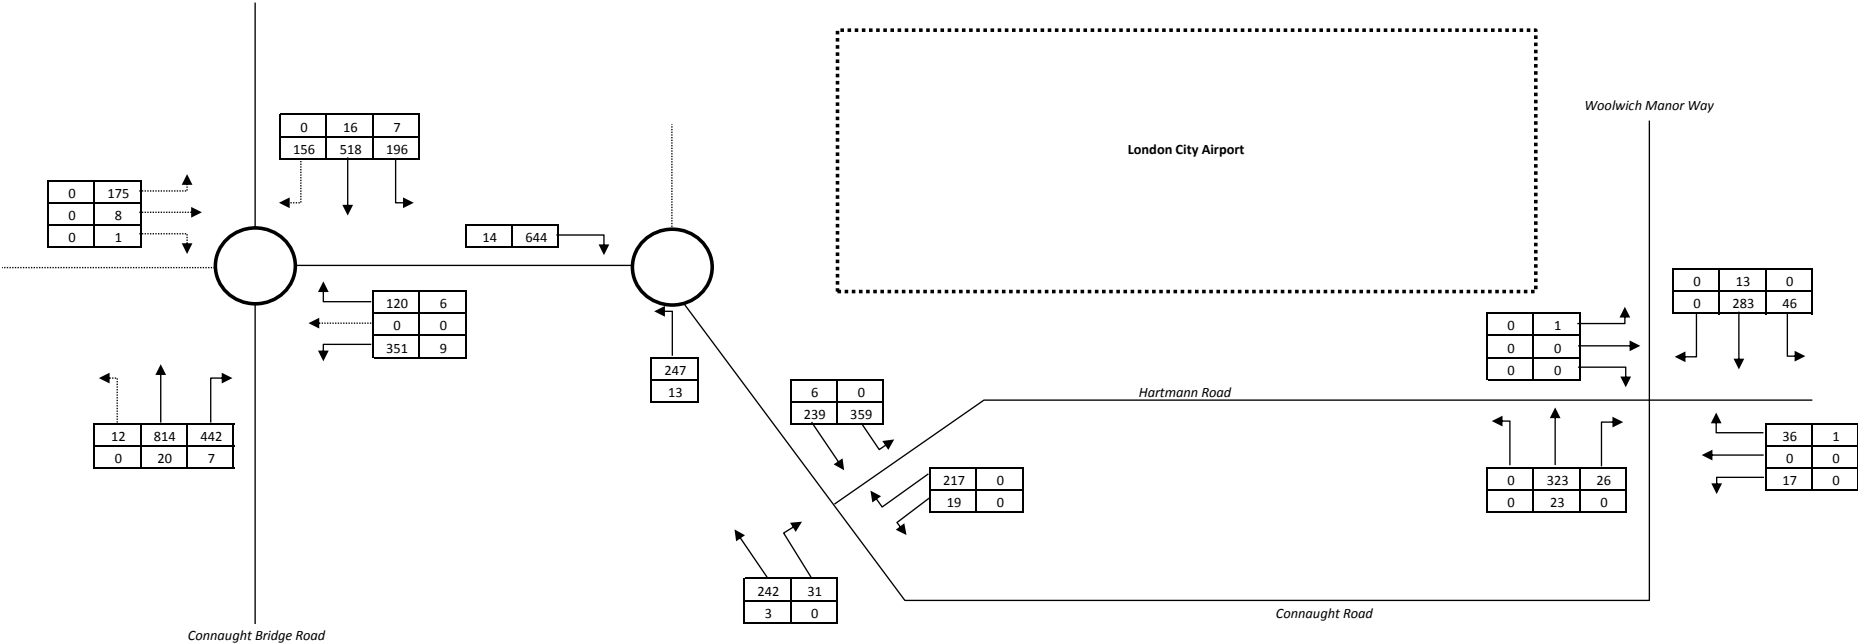 Woolwich Manor Way
London City Airport
0 16 7
156 518 196
0 175
0 8
0 1
14 644
120 6
0 0
351 9
247
13
12 814 442
0 20 7
6 0
239 359
217 0
19 0
242 31
3 0
Hartmann Road
0 1
0 0
0 0
0 13 0
0 283 46
0 323 26
0 23 0
36 1
0 0
17 0
Connaught Road
Connaught Bridge Road